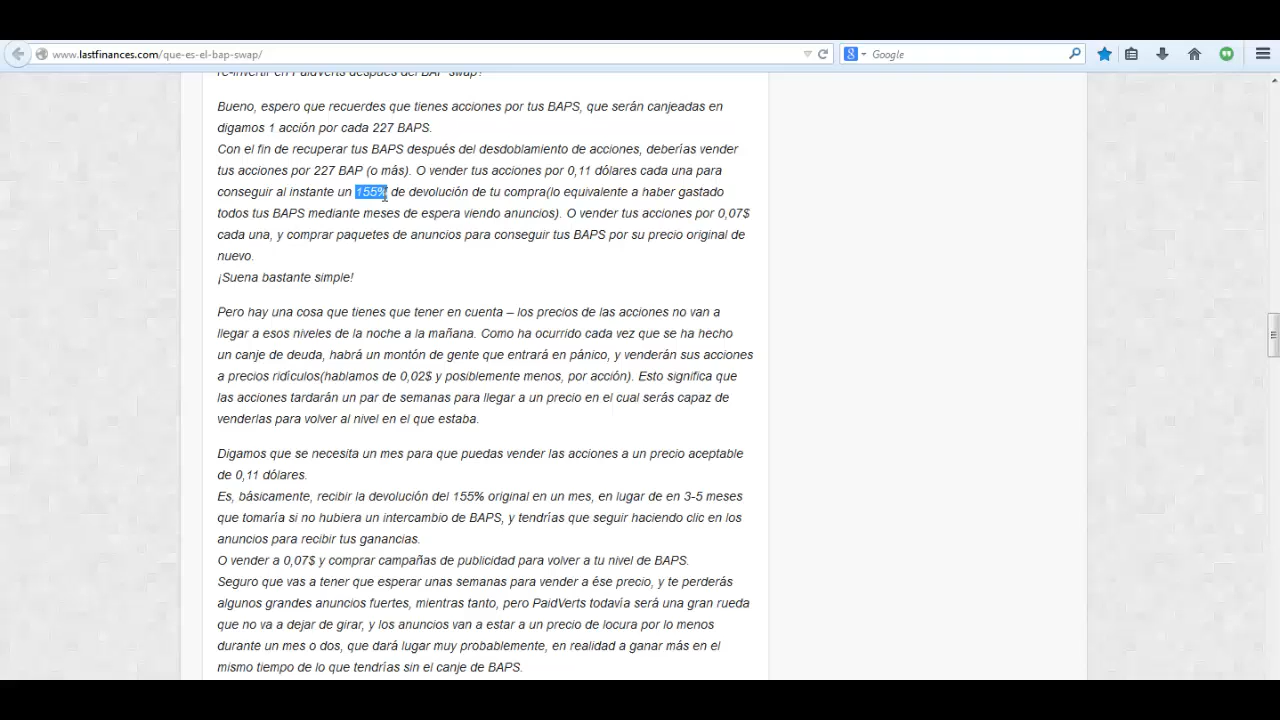 www.lastfinances.com/que-es-el-bap-swap/
Google
re-invertir en PaidVerts después del BAP swap?
Bueno, espero que recuerdes que tienes acciones por tus BAPS, que serán canjeadas en
digamos 1 acción por cada 227 BAPS.
Con el fin de recuperar tus BAPS después del desdoblamiento de acciones, deberías vender
tus acciones por 227 BAP (o más). O vender tus acciones por 0,11 dólares cada una para
conseguir al instante un 155% de devolución de tu compra(lo equivalente a haber gastado
todos tus BAPS mediante meses de espera viendo anuncios). O vender tus acciones por 0,07$
cada una, y comprar paquetes de anuncios para conseguir tus BAPS por su precio original de
nuevo.
¡Suena bastante simple!
Pero hay una cosa que tienes que tener en cuenta – los precios de las acciones no van a
llegar a esos niveles de la noche a la mañana. Como ha ocurrido cada vez que se ha hecho
un canje de deuda, habrá un montón de gente que entrará en pánico, y venderán sus acciones
a precios ridículos(hablamos de 0,02$ y posiblemente menos, por acción). Esto significa que
las acciones tardarán un par de semanas para llegar a un precio en el cual serás capaz de
venderlas para volver al nivel en el que estaba.
Digamos que se necesita un mes para que puedas vender las acciones a un precio aceptable
de 0,11 dólares.
Es, básicamente, recibir la devolución del 155% original en un mes, en lugar de en 3-5 meses
que tomaría si no hubiera un intercambio de BAPS, y tendrías que seguir haciendo clic en los
anuncios para recibir tus ganancias.
O vender a 0,07$ y comprar campañas de publicidad para volver a tu nivel de BAPS.
Seguro que vas a tener que esperar unas semanas para vender a ése precio, y te perderás
algunos grandes anuncios fuertes, mientras tanto, pero PaidVerts todavía será una gran rueda
que no va a dejar de girar, y los anuncios van a estar a un precio de locura por lo menos
durante un mes o dos, que dará lugar muy probablemente, en realidad a ganar más en el
mismo tiempo de lo que tendrías sin el canje de BAPS.